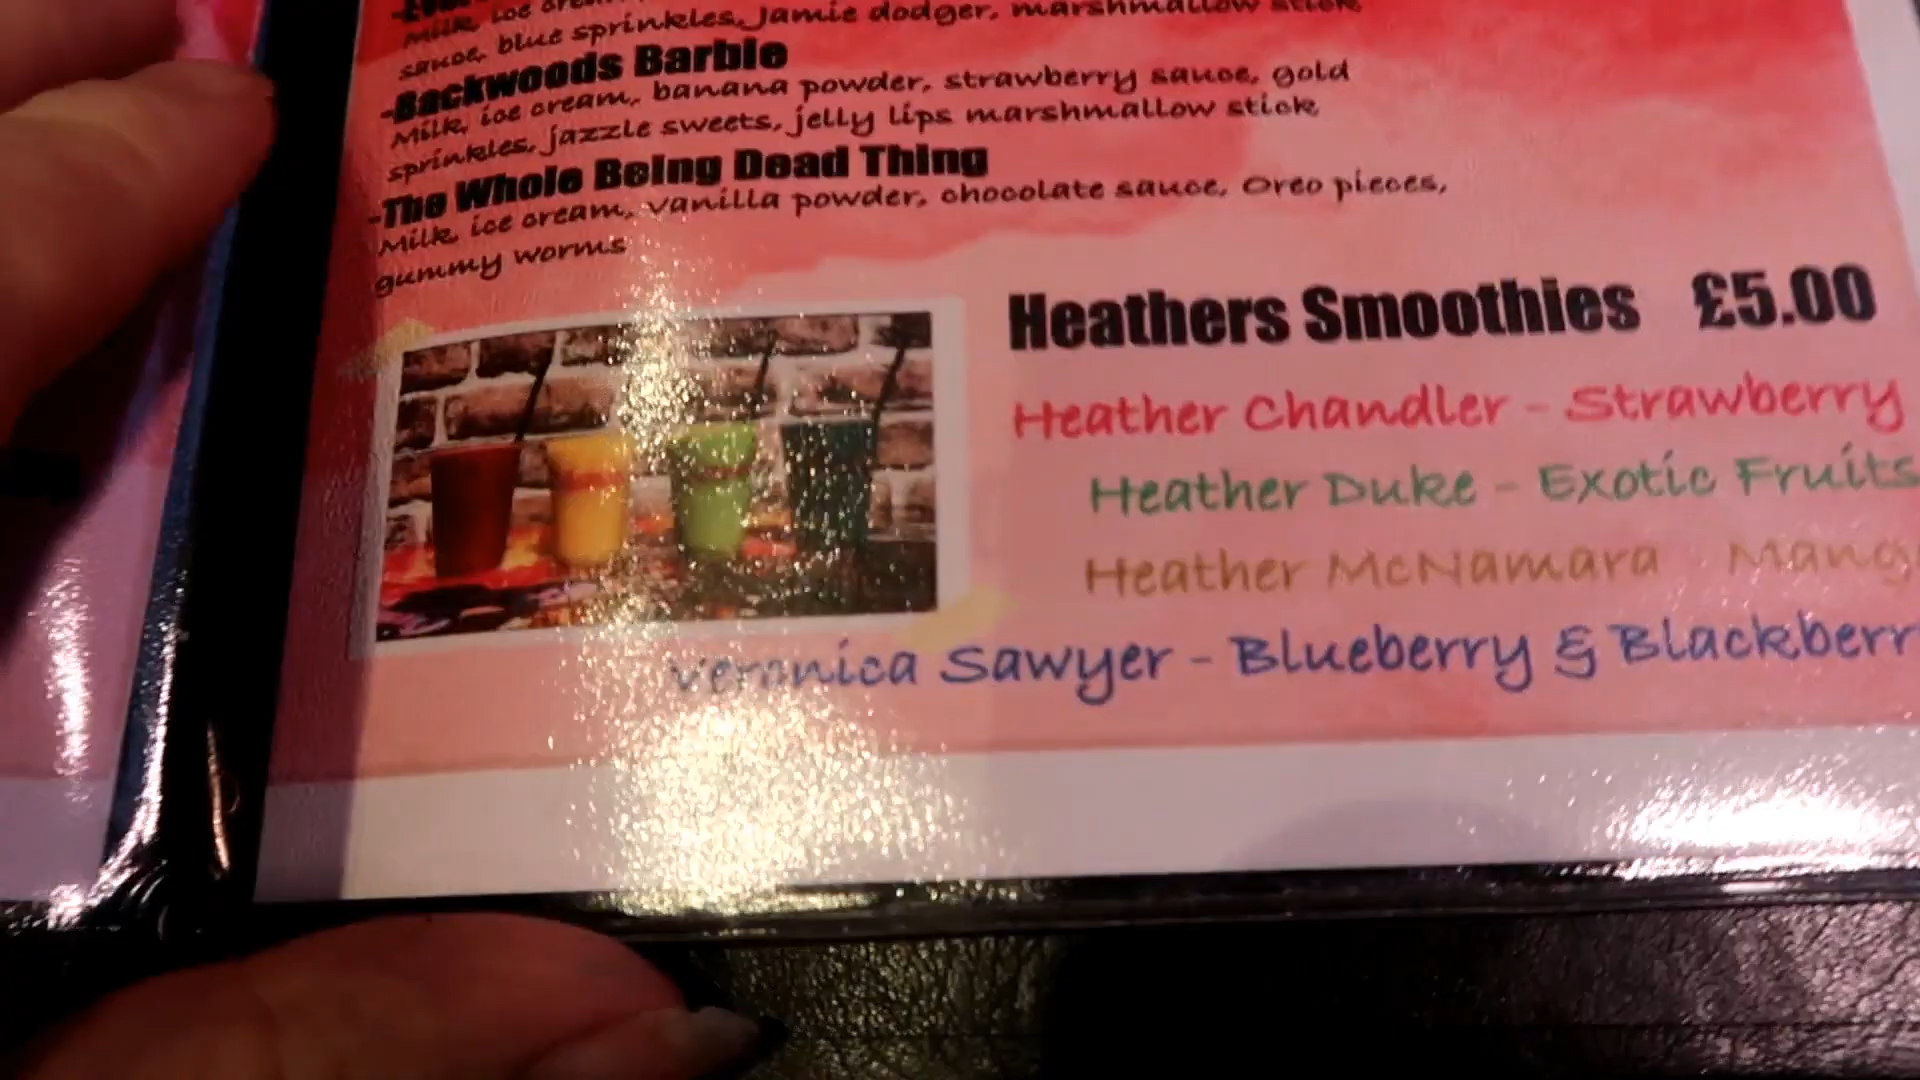 Milk, ice
sauce, blue sprinkles, Jamie dodger, marshmallow stick
-Backwoods Barbie
Milk, ice cream, banana powder, strawberry sauce, gold
sprinkles, jazzle sweets, jelly lips marshmallow stick
-The Whole Being Dead Thing
Milk, ice cream, vanilla powder, chocolate sauce, Oreo pieces,
gummy worms
Heathers Smoothies £5.00
Heather Chandler - Strawberry
Heather Duke - Exotic Fruits
Heather McNamara Mang
Veronica Sawyer - Blueberry & Blackberr